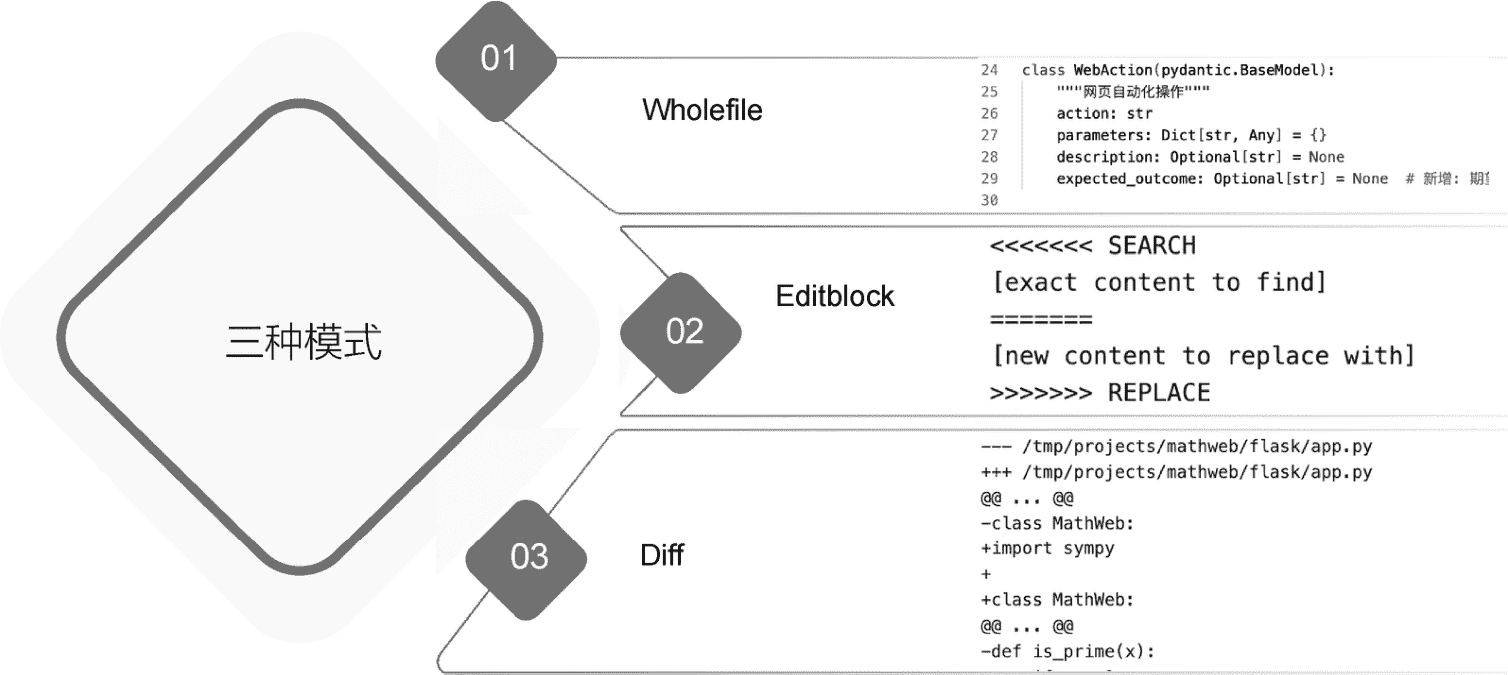 三种模式
01
Wholefile
24 class WebAction(pydantic.BaseModel):
25 """网页自动化操作"""
26 action: str
27 parameters: Dict[str, Any] = {}
28 description: Optional[str] = None
29 expected_outcome: Optional[str] = None # 新增: 期
30
02
Editblock
<<<<<<< SEARCH
[exact content to find]
=======
[new content to replace with]
>>>>>>> REPLACE
03
Diff
--- /tmp/projects/mathweb/flask/app.py
+++ /tmp/projects/mathweb/flask/app.py
@@ ... @@
-class MathWeb:
+import sympy
+
+class MathWeb:
@@ ... @@
-def is_prime(x):